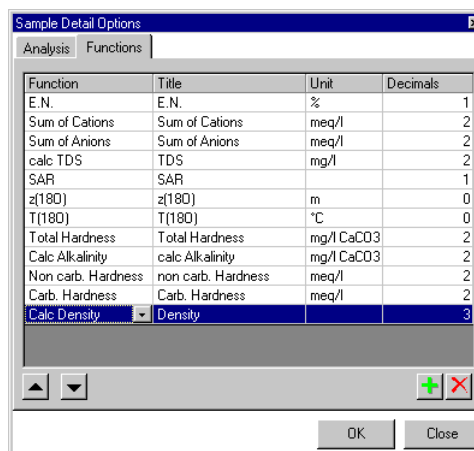 Sample Detail Options
Analysis Functions
Function Title Unit Decimals
E.N. E.N. % 1
Sum of Cations Sum of Cations meq/l 2
Sum of Anions Sum of Anions meq/l 2
calc TDS TDS mg/l 2
SAR SAR 1
z(180) z(180) m 0
T(180) T(180) °C 0
Total Hardness Total Hardness mg/l CaCO3 2
Calc Alkalinity calc Alkalinity mg/l CaCO3 2
Non carb. Hardness non carb. Hardness meq/l 2
Carb. Hardness Carb. Hardness meq/l 2
Calc Density Density 3
OK Close